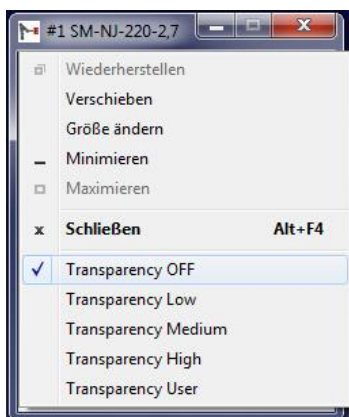 #1 SM-NJ-220-2,7
Wiederherstellen
Verschieben
Größe ändern
Minimieren
Maximieren
Schließen Alt+F4
Transparency OFF
Transparency Low
Transparency Medium
Transparency High
Transparency User